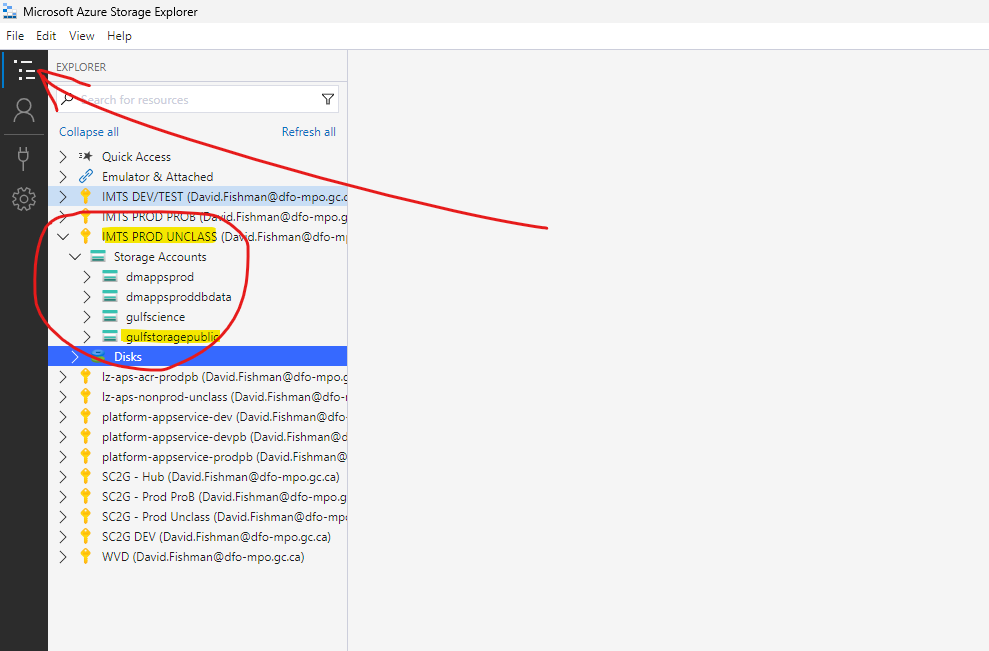 Microsoft Azure Storage Explorer
File Edit View Help
EXPLORER
Search for resources
Collapse all Refresh all
Quick Access
Emulator & Attached
IMTS DEV/TEST (David.Fishman@dfo-mpo.gc.c
IMTS PROD PROB (David.Fishman@dfo-mpo.g
IMTS PROD UNCLASS (David.Fishman@dfo-mp
Storage Accounts
dmappsprod
dmappsproddbdata
gulfscience
gulfstoragepublic
Disks
lz-aps-acr-prodpb (David.Fishman@dfo-mpo.g
lz-aps-nonprod-unclass (David.Fishman@dfo-r
platform-appservice-dev (David.Fishman@dfo-
platform-appservice-devpb (David.Fishman@d
platform-appservice-prodpb (David.Fishman@
SC2G - Hub (David.Fishman@dfo-mpo.gc.ca)
SC2G - Prod ProB (David.Fishman@dfo-mpo.g
SC2G - Prod Unclass (David.Fishman@dfo-mpo
SC2G DEV (David.Fishman@dfo-mpo.gc.ca)
WVD (David.Fishman@dfo-mpo.gc.ca)